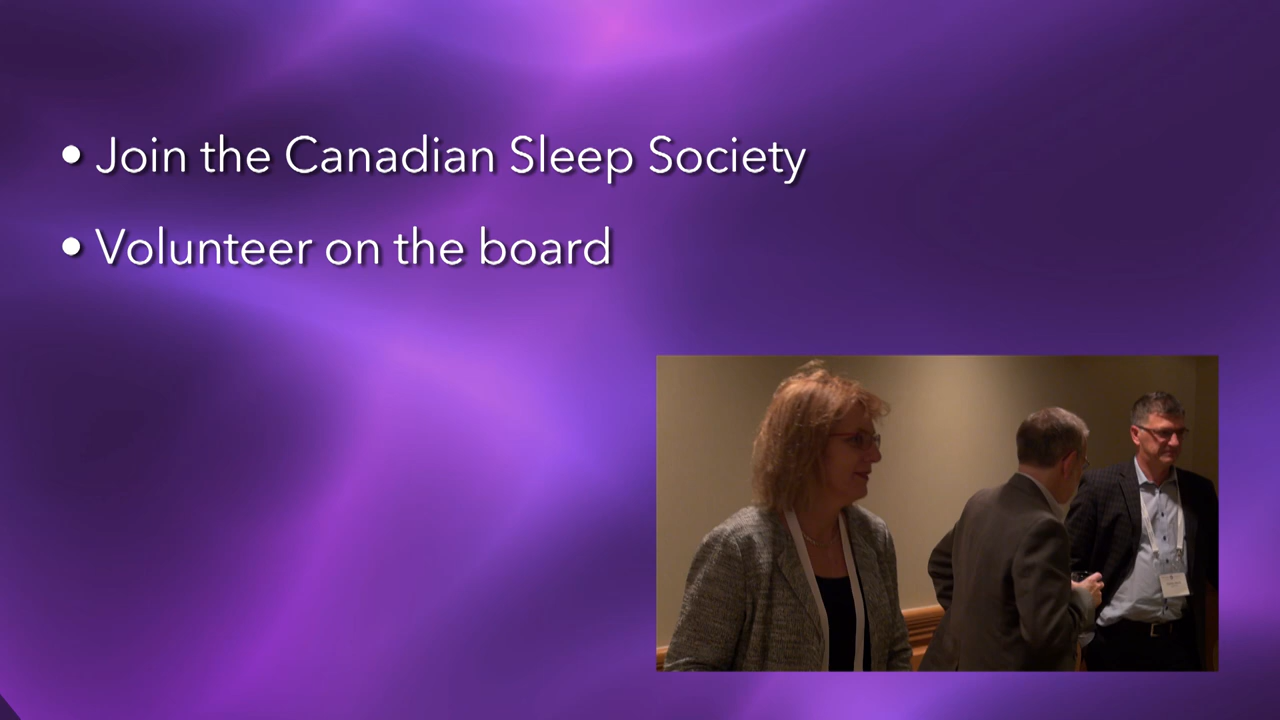 • Join the Canadian Sleep Society
• Volunteer on the board